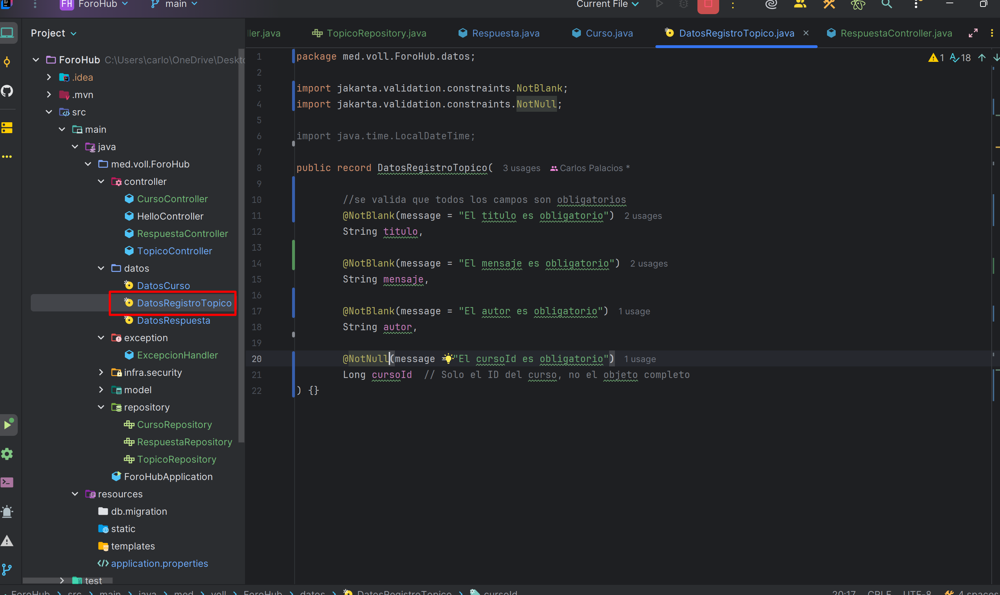 FH ForoHub main Current File
Project
ller.java TopicoRepository.java Respuesta.java Curso.java DatosRegistroTopico.java RespuestaController.java
ForoHub C:\Users\carlo\OneDrive\Deskto
.idea
.mvn
src
main
java
med.voll.ForoHub
controller
CursoController
HelloController
RespuestaController
TopicoController
datos
DatosCurso
DatosRegistroTopico
DatosRespuesta
exception
ExcepcionHandler
infra.security
model
repository
CursoRepository
RespuestaRepository
TopicoRepository
ForoHubApplication
resources
db.migration
static
templates
application.properties
test
1 package med.voll.ForoHub.datos;
1 18
2
3 import jakarta.validation.constraints.NotBlank;
4 import jakarta.validation.constraints.NotNull;
5
6 import java.time.LocalDateTime;
7
8 public record DatosRegistroTopico( 3 usages Carlos Palacios *
9
10 //se valida que todos los campos son obligatorios
11 @NotBlank(message = "El titulo es obligatorio") 2 usages
12 String titulo,
13
14 @NotBlank(message = "El mensaje es obligatorio") 2 usages
15 String mensaje,
16
17 @NotBlank(message = "El autor es obligatorio") 1 usage
18 String autor,
19
20 @NotNull(message = "El cursoId es obligatorio") 1 usage
21 Long cursoId // Solo el ID del curso, no el objeto completo
22 ) {}
ForoHub > src > main > java > med > voll > ForoHub > datos > DatosRegistroTopico > cursoId 20:17 CRLF UTF-8 4 spaces